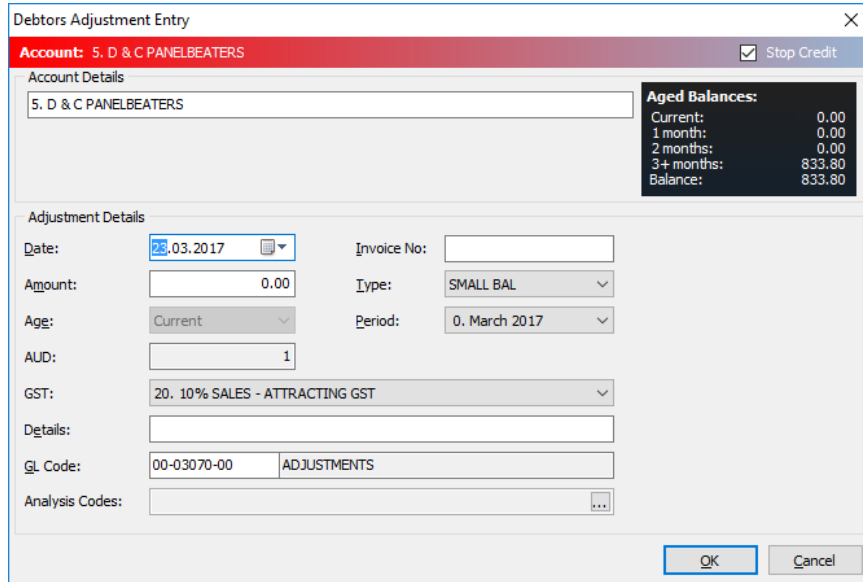 Debtors Adjustment Entry
Account: 5. D & C PANELBEATERS Stop Credit
Account Details
5. D & C PANELBEATERS
Aged Balances:
Current: 0.00
1 month: 0.00
2 months: 0.00
3+ months: 833.80
Balance: 833.80
Adjustment Details
Date: 23.03.2017 Invoice No:
Amount: 0.00 Type: SMALL BAL
Age: Current Period: 0. March 2017
AUD: 1
GST: 20. 10% SALES - ATTRACTING GST
Details:
GL Code: 00-03070-00 ADJUSTMENTS
Analysis Codes: ...
OK Cancel